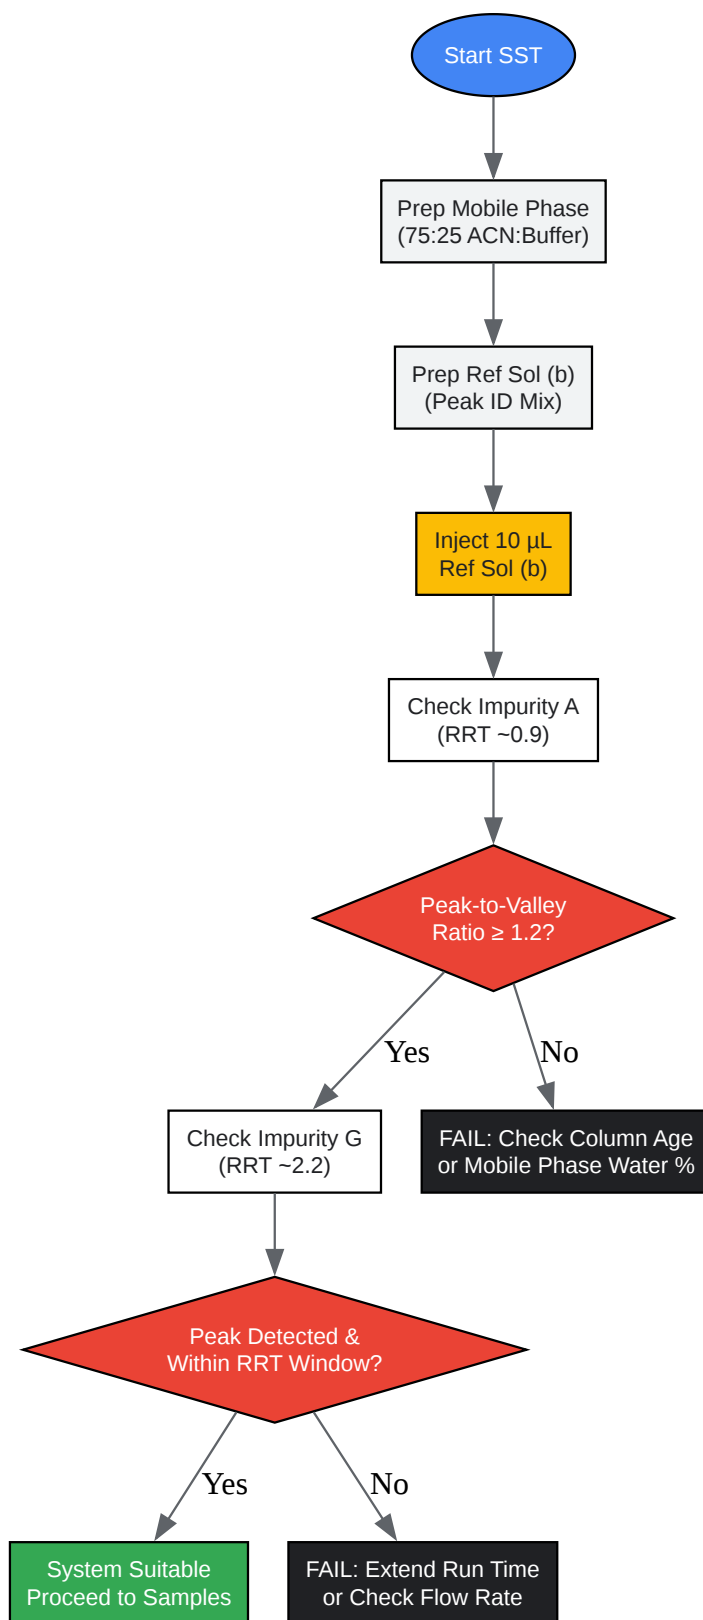 Start SST
Prep Mobile Phase
(75:25 ACN:Buffer)
Prep Ref Sol (b)
(Peak ID Mix)
Inject 10 µL
Ref Sol (b)
Check Impurity A
(RRT ~0.9)
Peak-to-Valley
Ratio ≥ 1.2?
Yes
No
Check Impurity G
(RRT ~2.2)
FAIL: Check Column Age
or Mobile Phase Water %
Peak Detected &
Within RRT Window?
Yes
No
System Suitable
Proceed to Samples
FAIL: Extend Run Time
or Check Flow Rate